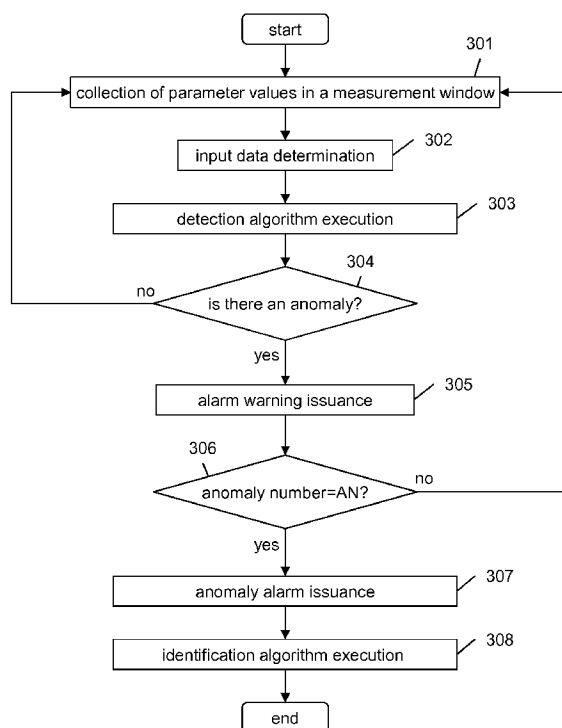 start
301
collection of parameter values in a measurement window
302
input data determination
303
detection algorithm execution
304
is there an anomaly?
no
yes
305
alarm warning issuance
306
anomaly number=AN?
no
yes
307
anomaly alarm issuance
308
identification algorithm execution
end